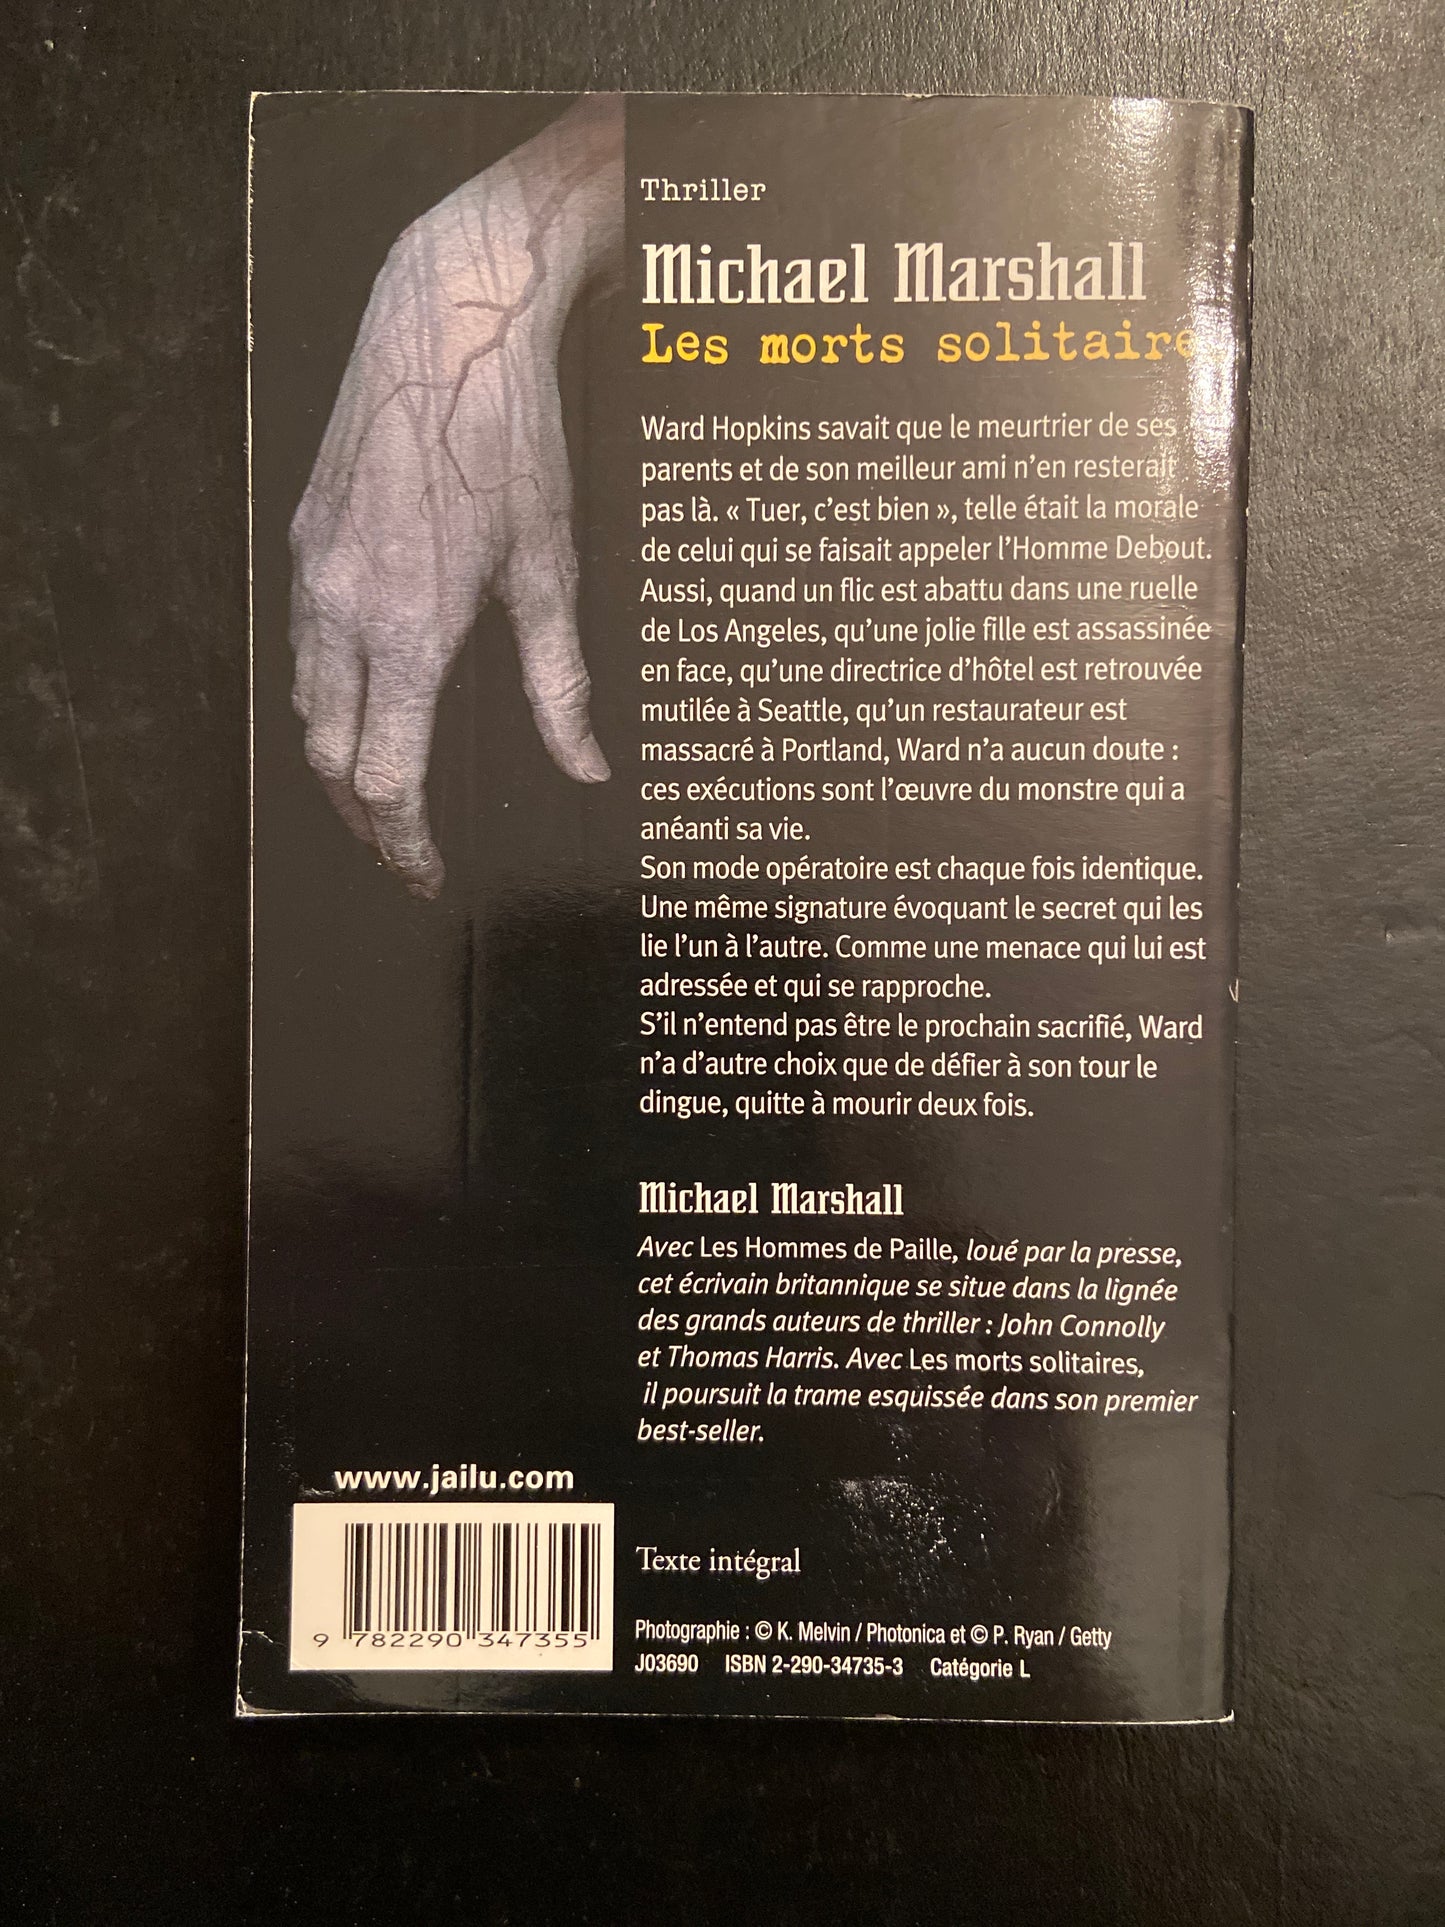 Thriller
Michael Marshall
Les morts solitaire
Ward Hopkins savait que le meurtrier de ses
parents et de son meilleur ami n'en resterait
pas là. « Tuer, c'est bien », telle était la morale
de celui qui se faisait appeler l'Homme Debout.
Aussi, quand un flic est abattu dans une ruelle
de Los Angeles, qu'une jolie fille est assassinée
en face, qu'une directrice d'hôtel est retrouvée
mutilée à Seattle, qu'un restaurateur est
massacré à Portland, Ward n'a aucun doute :
ces exécutions sont l'œuvre du monstre qui a
anéanti sa vie.
Son mode opératoire est chaque fois identique.
Une même signature évoquant le secret qui les
lie l'un à l'autre. Comme une menace qui lui est
adressée et qui se rapproche.
S'il n'entend pas être le prochain sacrifié, Ward
n'a d'autre choix que de défier à son tour le
dingue, quitte à mourir deux fois.
Michael Marshall
Avec Les Hommes de Paille, loué par la presse,
cet écrivain britannique se situe dans la lignée
des grands auteurs de thriller : John Connolly
et Thomas Harris. Avec Les morts solitaires,
il poursuit la trame esquissée dans son premier
best-seller.
www.jailu.com
9 782290 347355
Texte intégral
Photographie : © K. Melvin / Photonica et © P. Ryan / Getty
J03690 ISBN 2-290-34735-3 Catégorie L